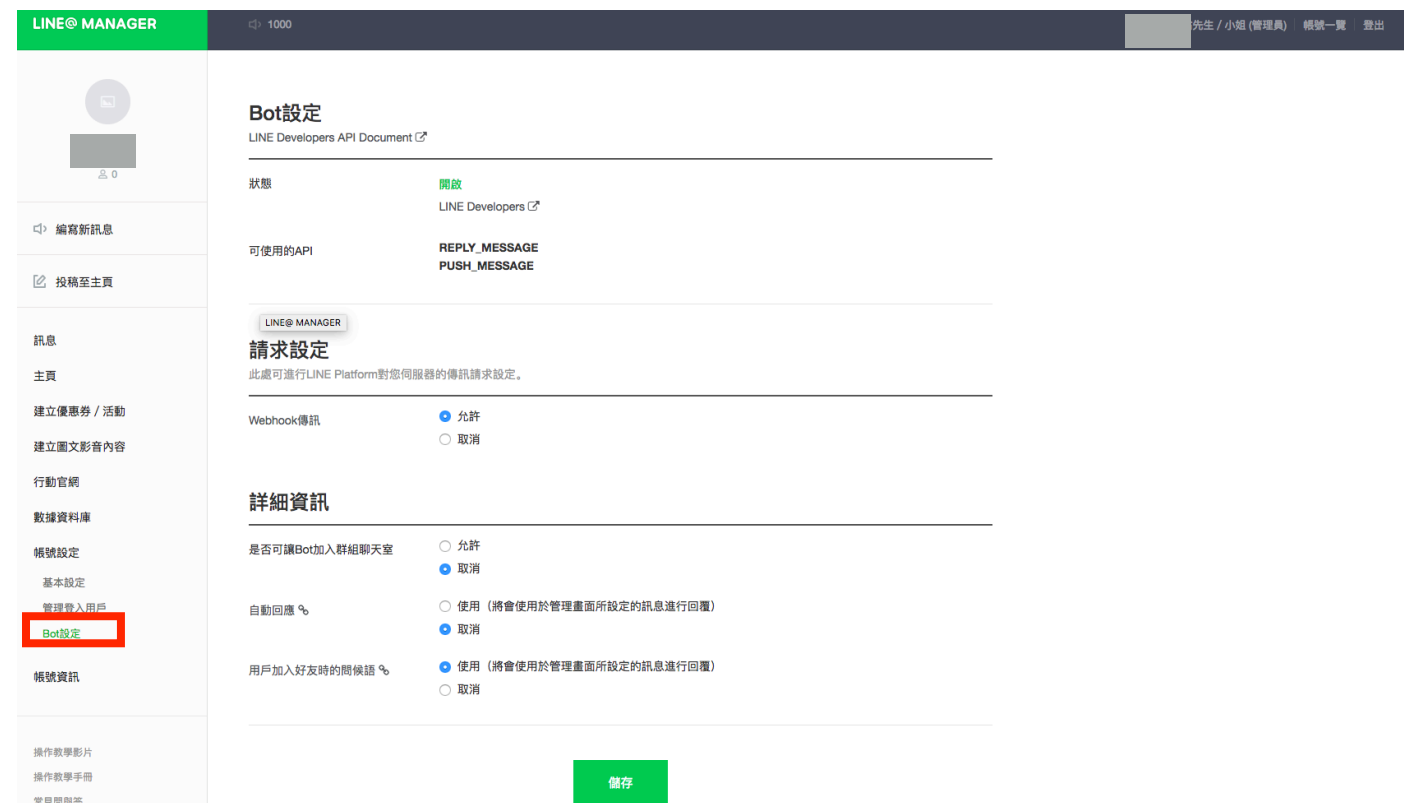 LINE@ MANAGER
1000
先生 / 小姐 (管理員)
帳號一覽
登出
0
編寫新訊息
投稿至主頁
訊息
主頁
建立優惠券 / 活動
建立圖文影音內容
行動官網
數據資料庫
帳號設定
基本設定
管理登入用戶
Bot設定
帳號資訊
操作教學影片
操作教學手冊
常見問與答
Bot設定
LINE Developers API Document
狀態
開啟
LINE Developers
可使用的API
REPLY_MESSAGE
PUSH_MESSAGE
LINE@ MANAGER
請求設定
此處可進行LINE Platform對您伺服器的傳訊請求設定。
Webhook傳訊
允許
取消
詳細資訊
是否可讓Bot加入群組聊天室
允許
取消
自動回應
使用（將會使用於管理畫面所設定的訊息進行回覆）
取消
用戶加入好友時的問候語
使用（將會使用於管理畫面所設定的訊息進行回覆）
取消
儲存